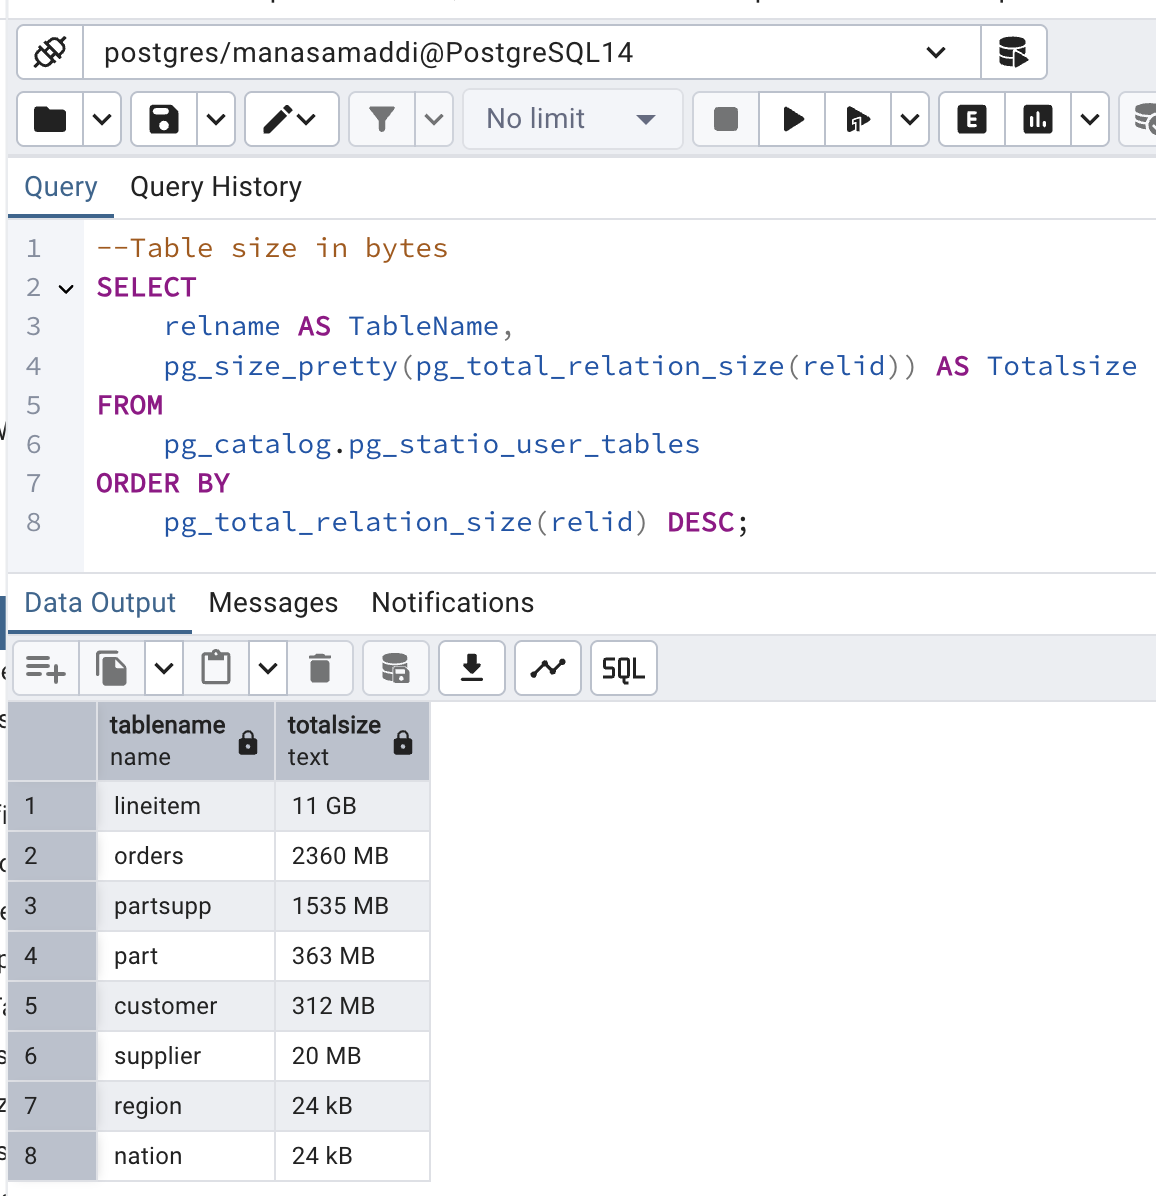 postgres/manasamaddi@PostgreSQL14
No limit
E
Query Query History
1 --Table size in bytes
2 SELECT
3 relname AS TableName,
4 pg_size_pretty(pg_total_relation_size(relid)) AS Totalsize
5 FROM
6 pg_catalog.pg_statio_user_tables
7 ORDER BY
8 pg_total_relation_size(relid) DESC;
Data Output Messages Notifications
SQL
tablename totalsize
name text
1 lineitem 11 GB
2 orders 2360 MB
3 partsupp 1535 MB
4 part 363 MB
5 customer 312 MB
6 supplier 20 MB
7 region 24 kB
8 nation 24 kB